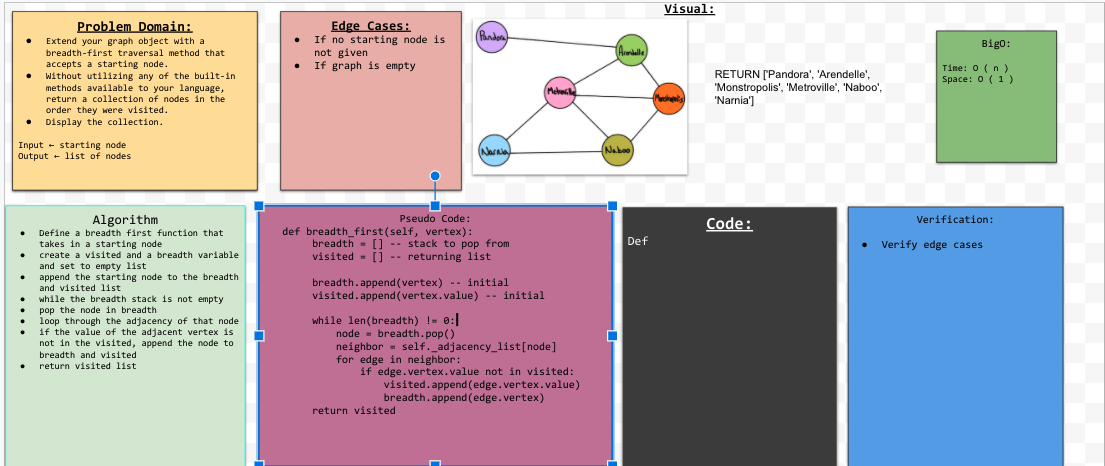 Visual:
Problem Domain:
● Extend your graph object with a
breadth-first traversal method that
accepts a starting node.
● Without utilizing any of the built-in
methods available to your language,
return a collection of nodes in the
order they were visited.
● Display the collection.
Input ← starting node
Output ← list of nodes
Edge Cases:
● If no starting node is
not given
● If graph is empty
Pandora
Arendelle
Metroville
Monstropolis
Narnia
Naboo
RETURN ['Pandora', 'Arendelle',
'Monstropolis', 'Metroville', 'Naboo',
'Narnia']
BigO:
Time: O ( n )
Space: O ( 1 )
Algorithm
● Define a breadth first function that
takes in a starting node
● create a visited and a breadth variable
and set to empty list
● append the starting node to the breadth
and visited list
● while the breadth stack is not empty
● pop the node in breadth
● loop through the adjacency of that node
● if the value of the adjacent vertex is
not in the visited, append the node to
breadth and visited
● return visited list
Pseudo Code:
def breadth_first(self, vertex):
breadth = [] -- stack to pop from
visited = [] -- returning list
breadth.append(vertex) -- initial
visited.append(vertex.value) -- initial
while len(breadth) != 0:
node = breadth.pop()
neighbor = self._adjacency_list[node]
for edge in neighbor:
if edge.vertex.value not in visited:
visited.append(edge.vertex.value)
breadth.append(edge.vertex)
return visited
Code:
Def
Verification:
● Verify edge cases